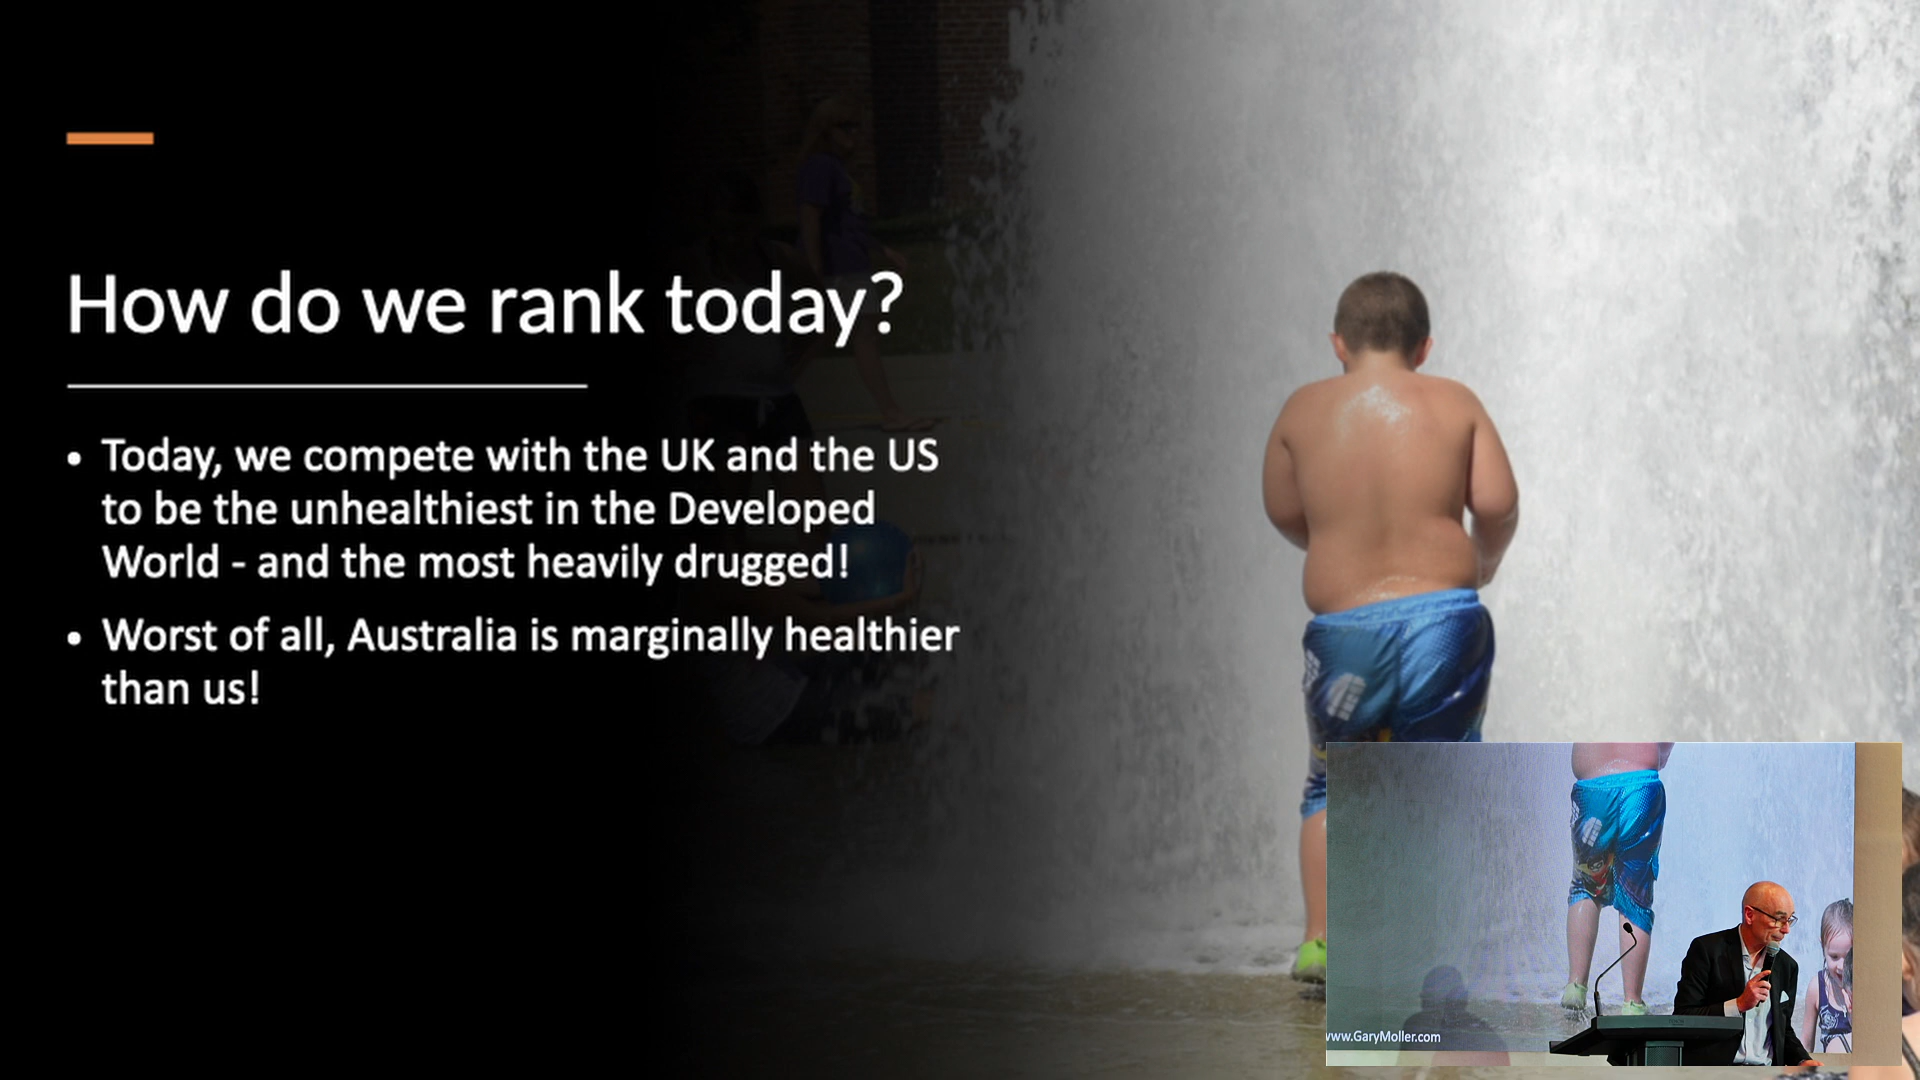 How do we rank today?
• Today, we compete with the UK and the US
to be the unhealthiest in the Developed
World - and the most heavily drugged!
• Worst of all, Australia is marginally healthier
than us!
www.GaryMoller.com